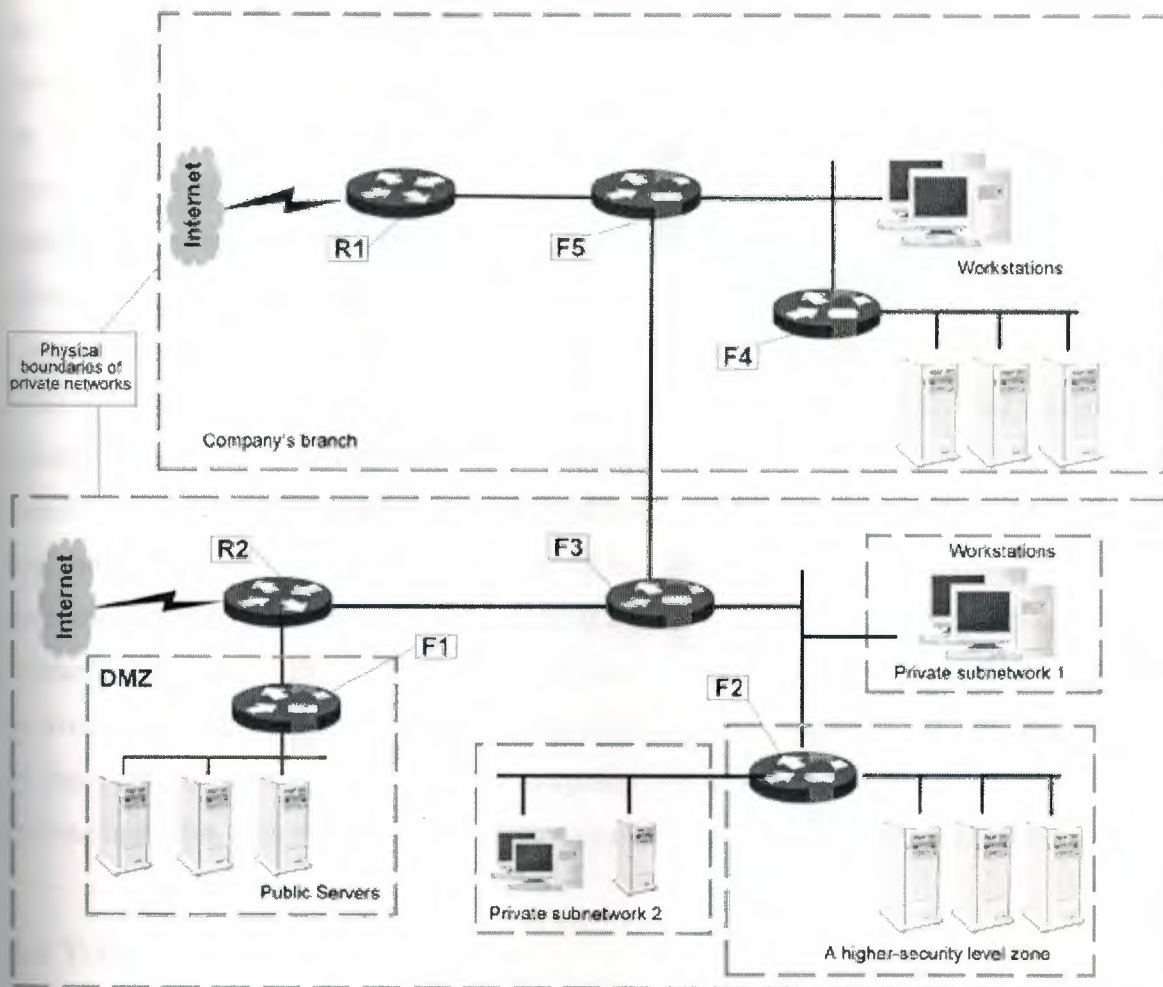 Internet
R1
F5
Workstations
F4
Physical
boundaries of
private networks
Company's branch
Internet
R2
F3
Workstations
F1
DMZ
Private subnetwork 1
F2
Public Servers
Private subnetwork 2
A higher-security level zone